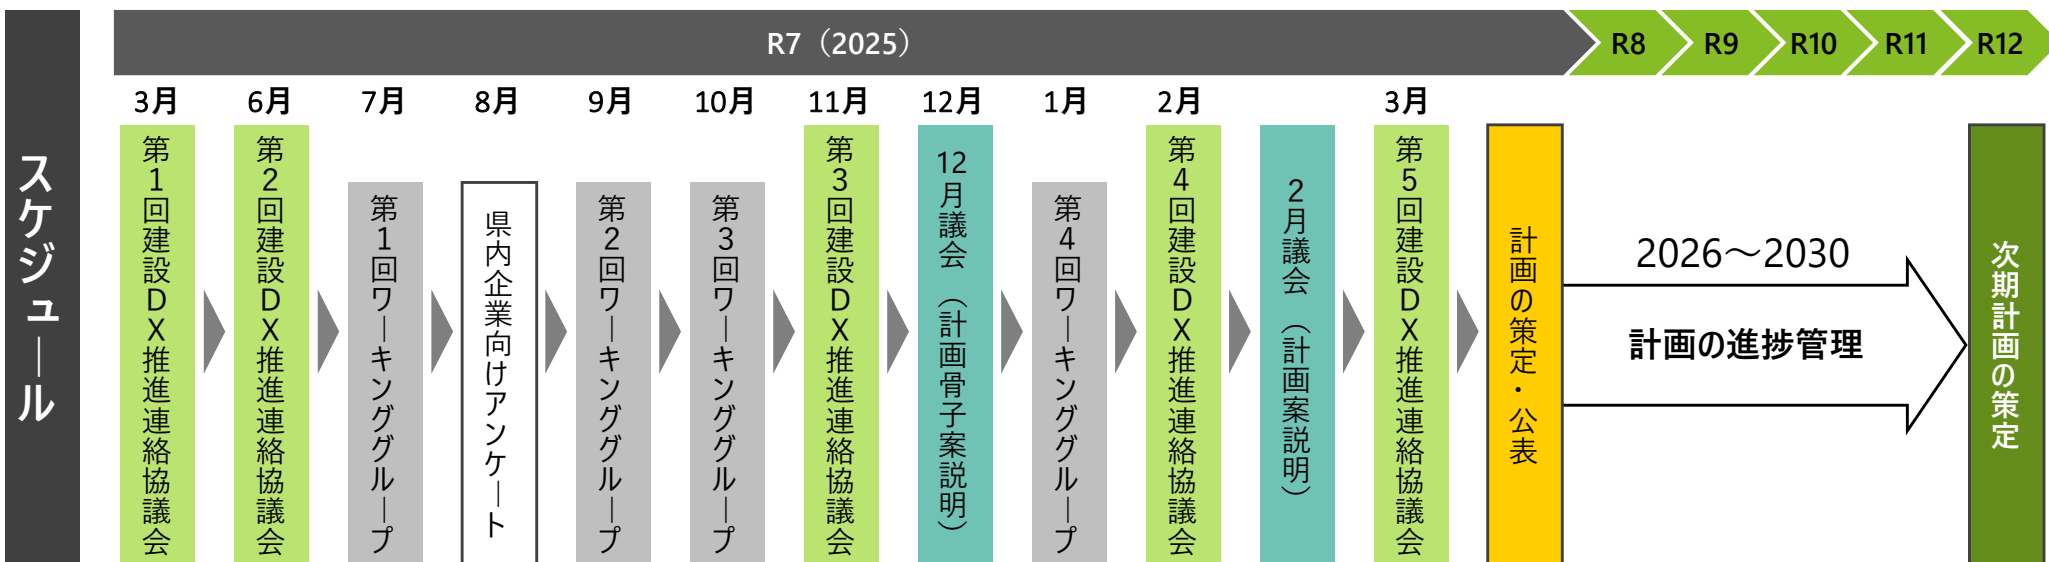 スケジュール
R7（2025）
R8
R9
R10
R11
R12
3月
6月
7月
8月
9月
10月
11月
12月
1月
2月
3月
第1回建設DX推進連絡協議会
第2回建設DX推進連絡協議会
第1回ワーキンググループ
県内企業向けアンケート
第2回ワーキンググループ
第3回ワーキンググループ
第3回建設DX推進連絡協議会
12月議会（計画骨子案説明）
第4回ワーキンググループ
第4回建設DX推進連絡協議会
2月議会（計画案説明）
第5回建設DX推進連絡協議会
計画の策定・公表
2026～2030
計画の進捗管理
次期計画の策定